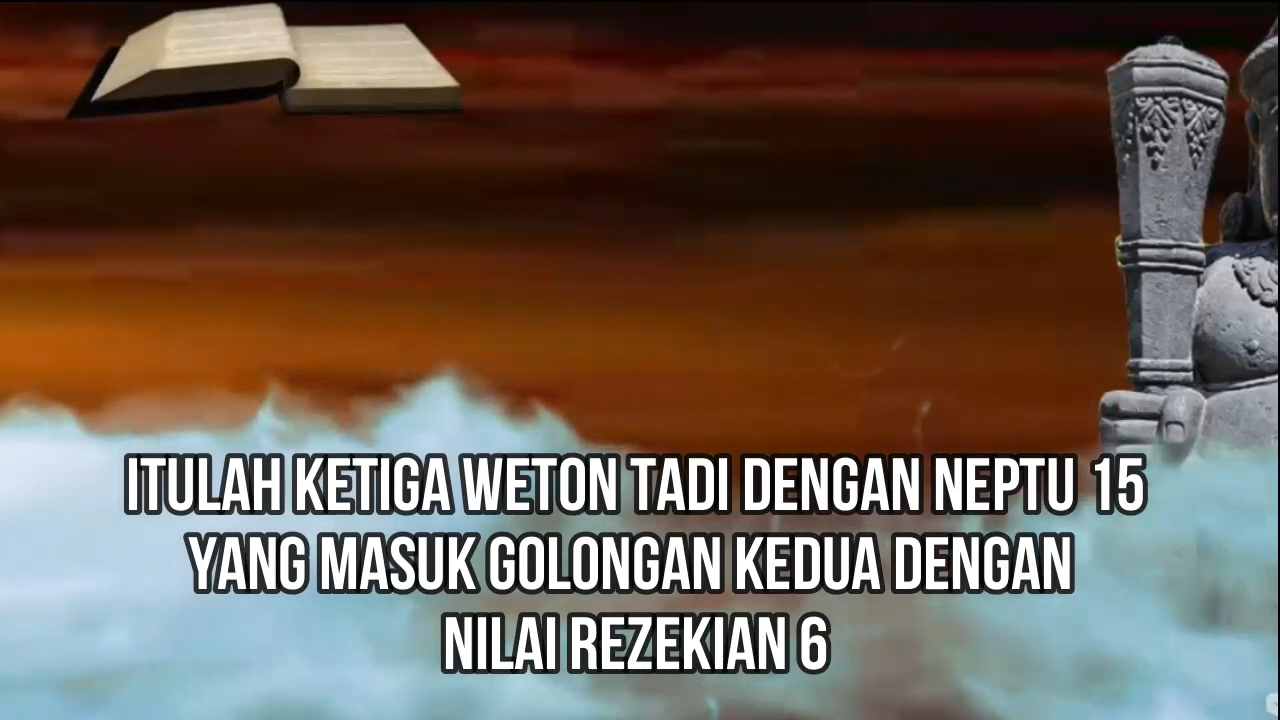 ITULAH KETIGA WETON TADI DENGAN NEPTU 15
YANG MASUK GOLONGAN KEDUA DENGAN
NILAI REZEKIAN 6